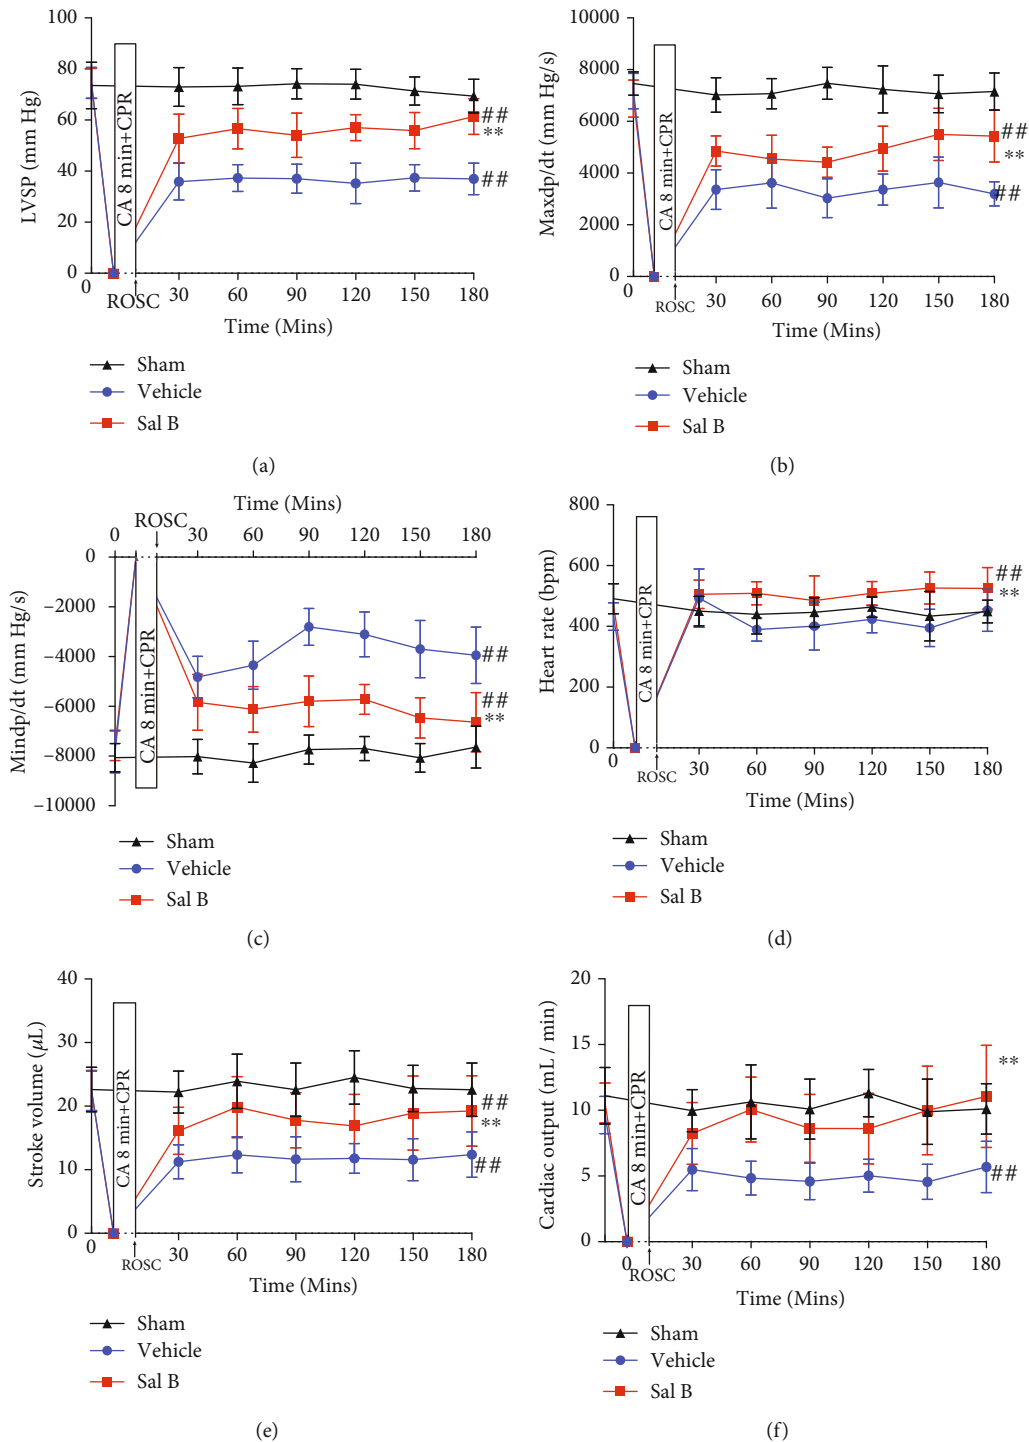 100
80
60
40
20
0
LVSP (mm Hg)
CA 8 min+CPR
##
**
##
ROSC
30 60 90 120 150 180
Time (Mins)
Sham
Vehicle
Sal B
(a)
10000
8000
6000
4000
2000
0
Maxdp/dt (mm Hg/s)
CA 8 min+CPR
##
**
##
0
ROSC
30 60 90 120 150 180
Time (Mins)
Sham
Vehicle
Sal B
(b)
Time (Mins)
ROSC
0 30 60 90 120 150 180
0
−2000
−4000
−6000
−8000
−10000
Mindp/dt (mm Hg/s)
CA 8 min+CPR
##
##
**
Sham
Vehicle
Sal B
(c)
800
600
400
200
0
Heart rate (bpm)
CA 8 min+CPR
##
**
ROSC
30 60 90 120 150 180
Time (Mins)
Sham
Vehicle
Sal B
(d)
40
30
20
10
0
Stroke volume (μL)
CA 8 min+CPR
##
**
##
0
ROSC
30 60 90 120 150 180
Time (Mins)
Sham
Vehicle
Sal B
(e)
20
15
10
5
0
Cardiac output (mL / min)
CA 8 min+CPR
**
##
0
ROSC
30 60 90 120 150 180
Time (Mins)
Sham
Vehicle
Sal B
(f)